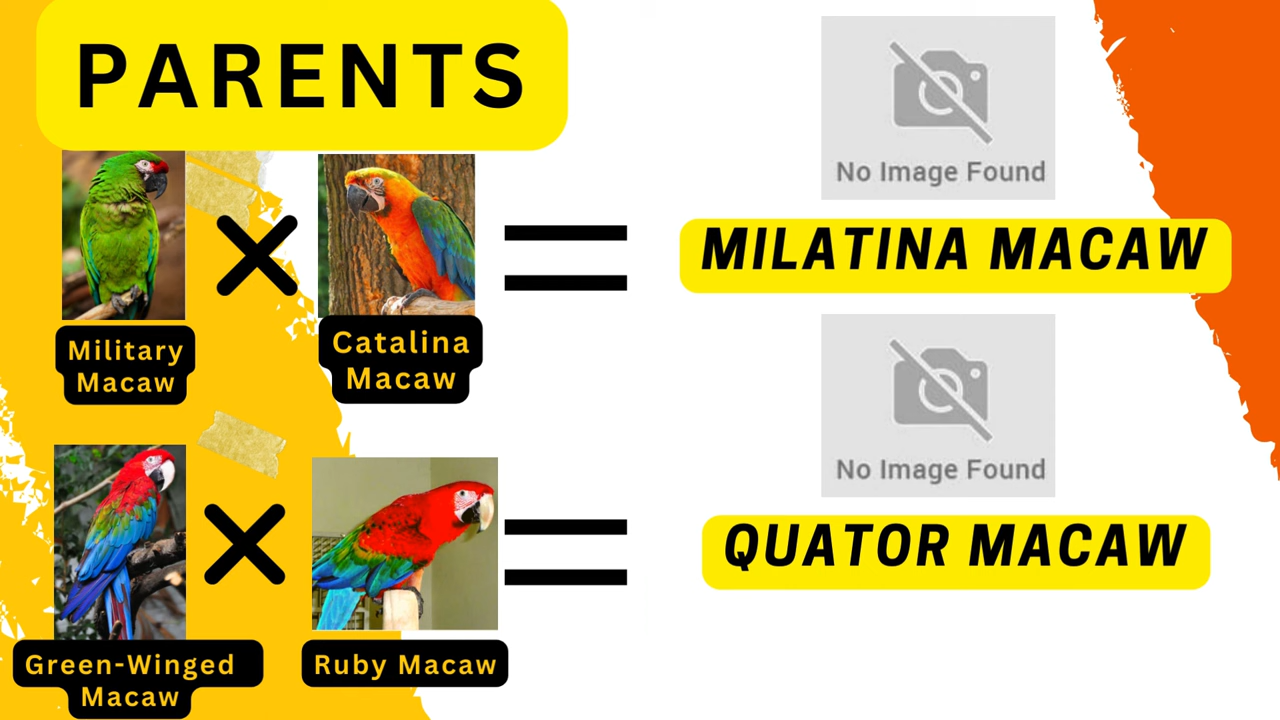 PARENTS
No Image Found
MILATINA MACAW
Military
Macaw
Catalina
Macaw
No Image Found
QUATOR MACAW
Green-Winged
Macaw
Ruby Macaw